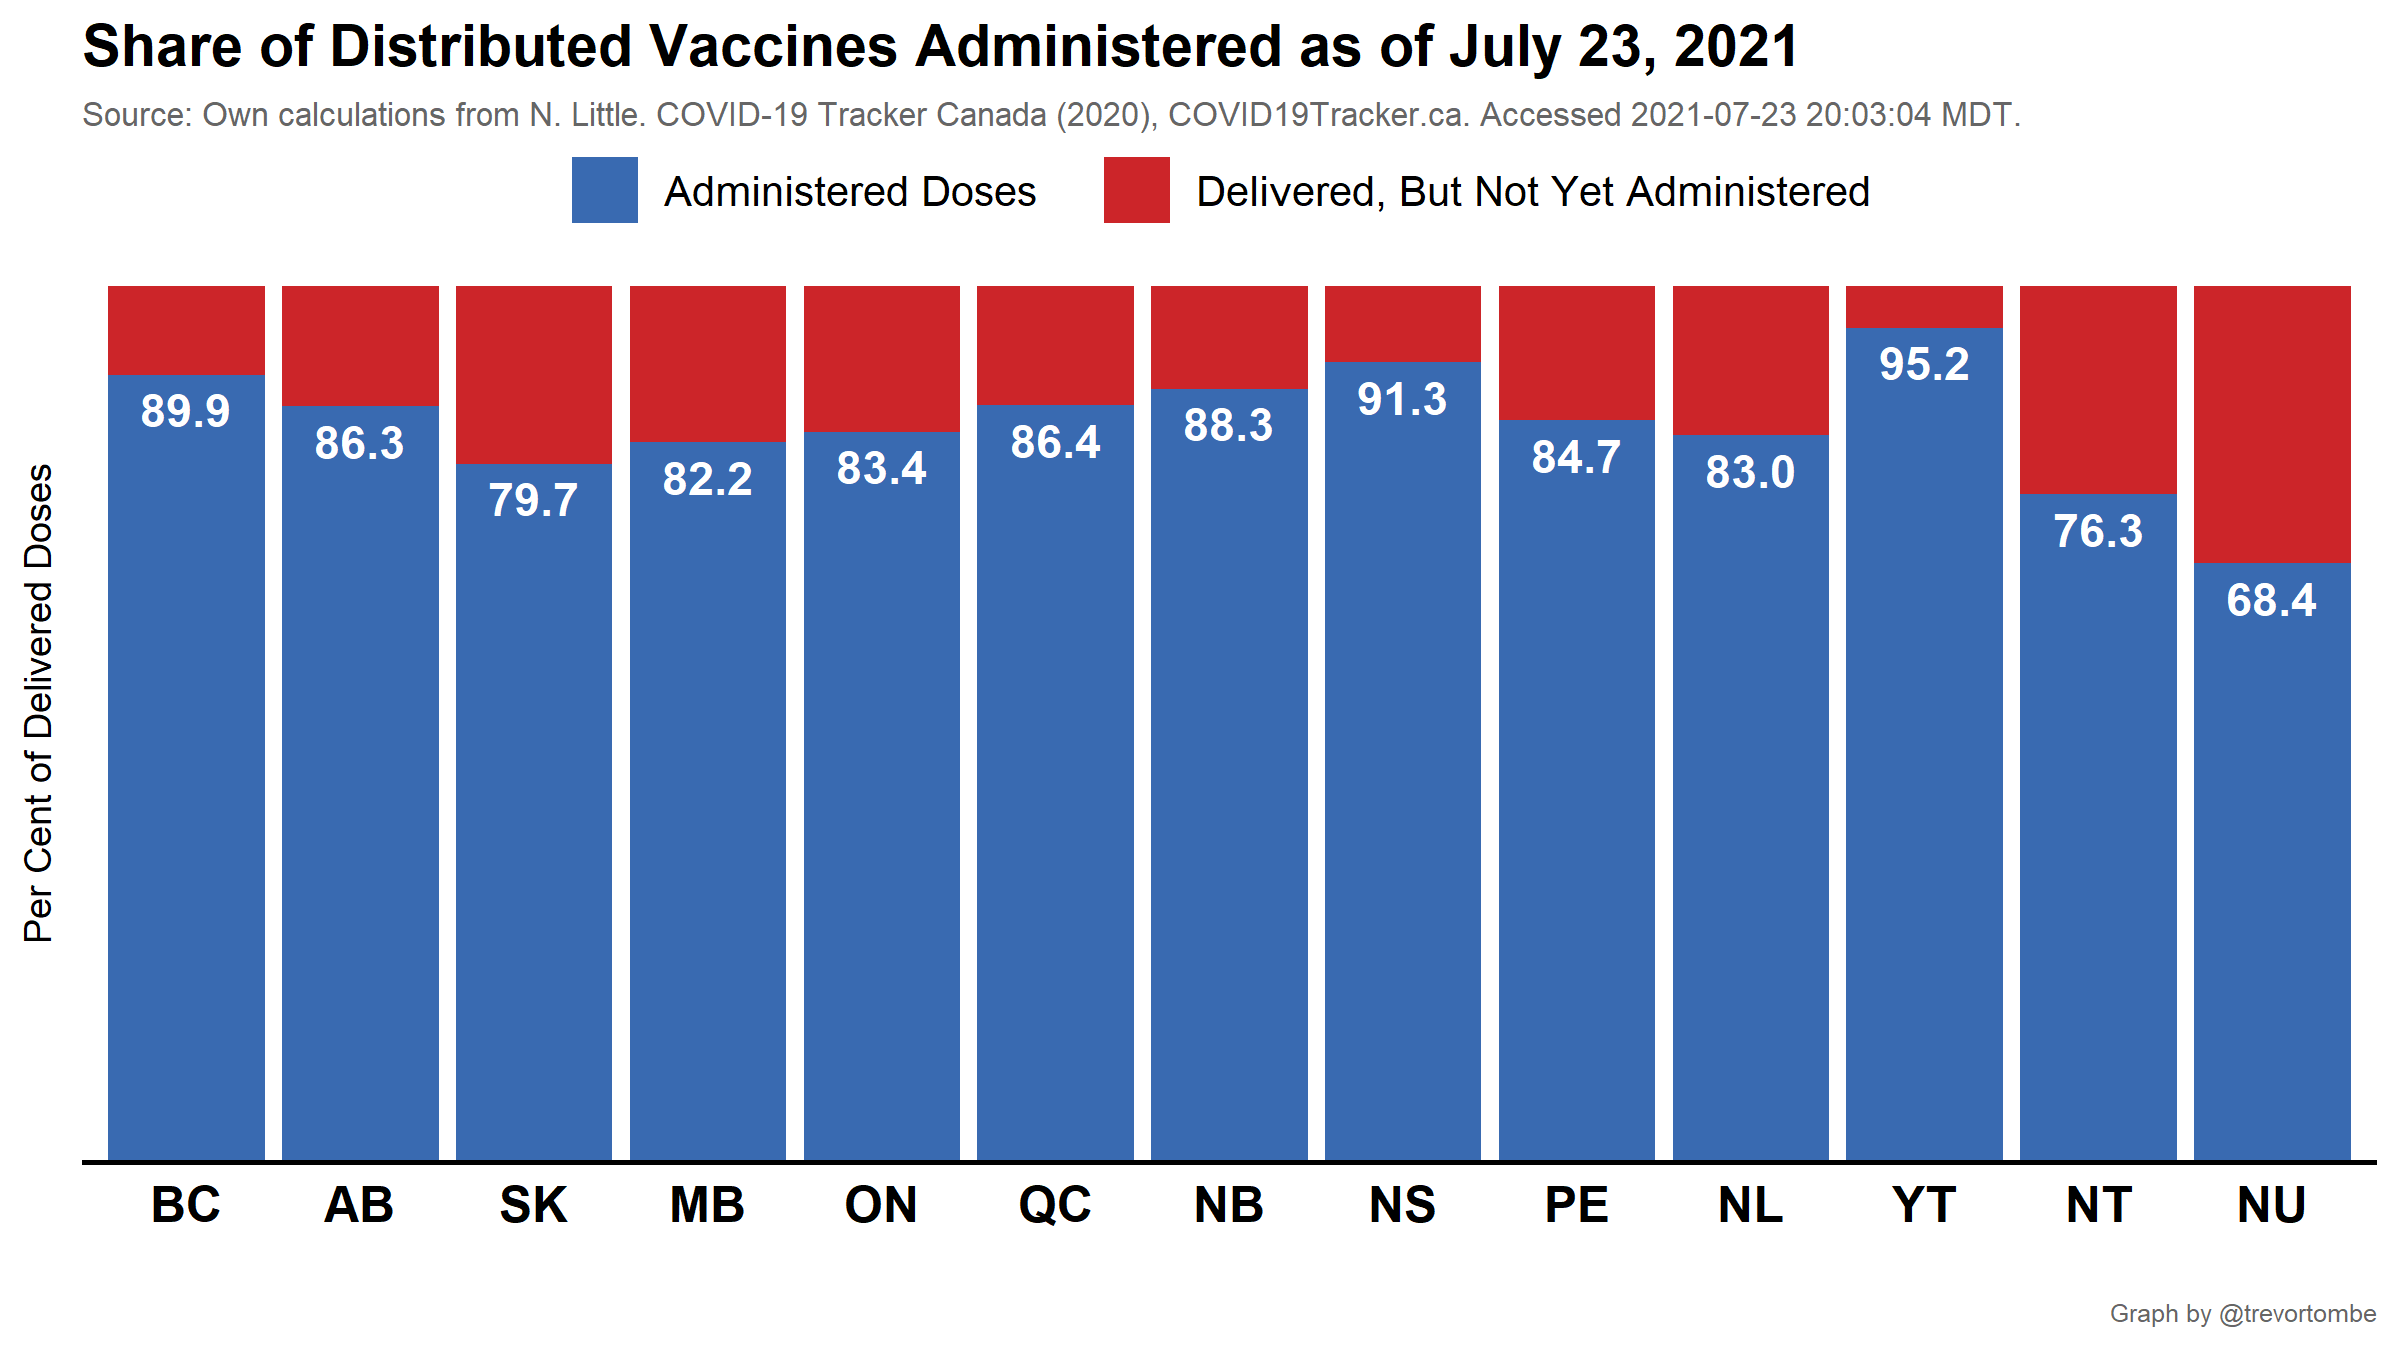 Share of Distributed Vaccines Administered as of July 23, 2021
Source: Own calculations from N. Little. COVID-19 Tracker Canada (2020), COVID19Tracker.ca. Accessed 2021-07-23 20:03:04 MDT.
Administered Doses Delivered, But Not Yet Administered
Per Cent of Delivered Doses
89.9 86.3 79.7 82.2 83.4 86.4 88.3 91.3 84.7 83.0 95.2 76.3 68.4
BC AB SK MB ON QC NB NS PE NL YT NT NU
Graph by @trevortombe